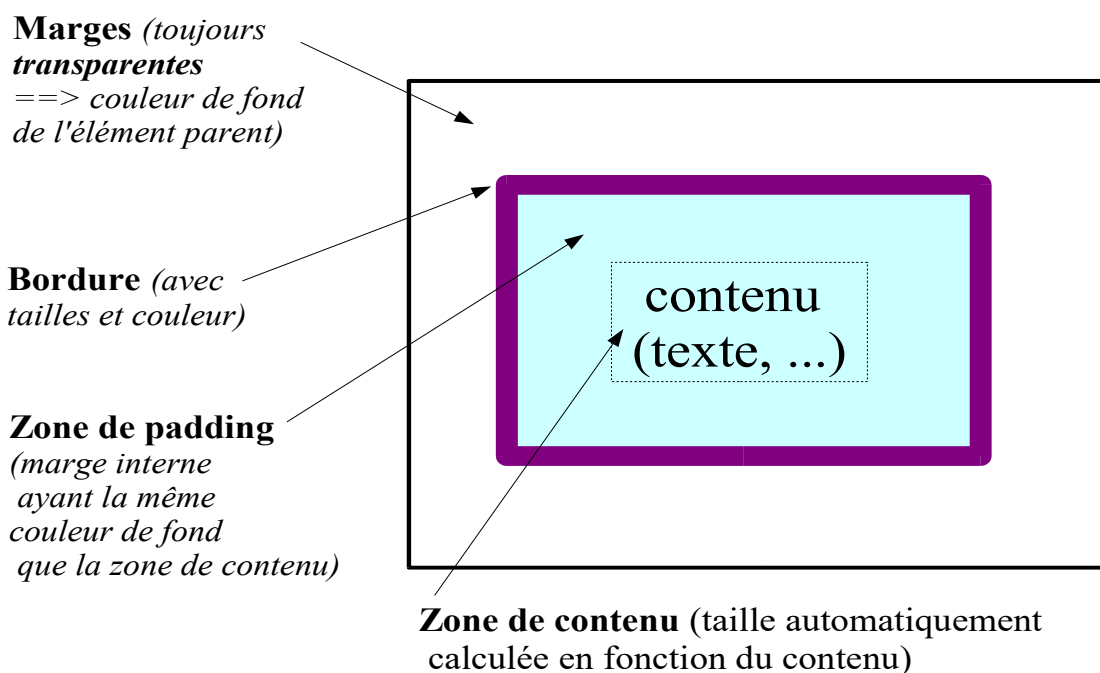 Marges (toujours
transparentes
==> couleur de fond
de l'élément parent)
Bordure (avec
tailles et couleur)
contenu
(texte, ...)
Zone de padding
(marge interne
ayant la même
couleur de fond
que la zone de contenu)
Zone de contenu (taille automatiquement
calculée en fonction du contenu)